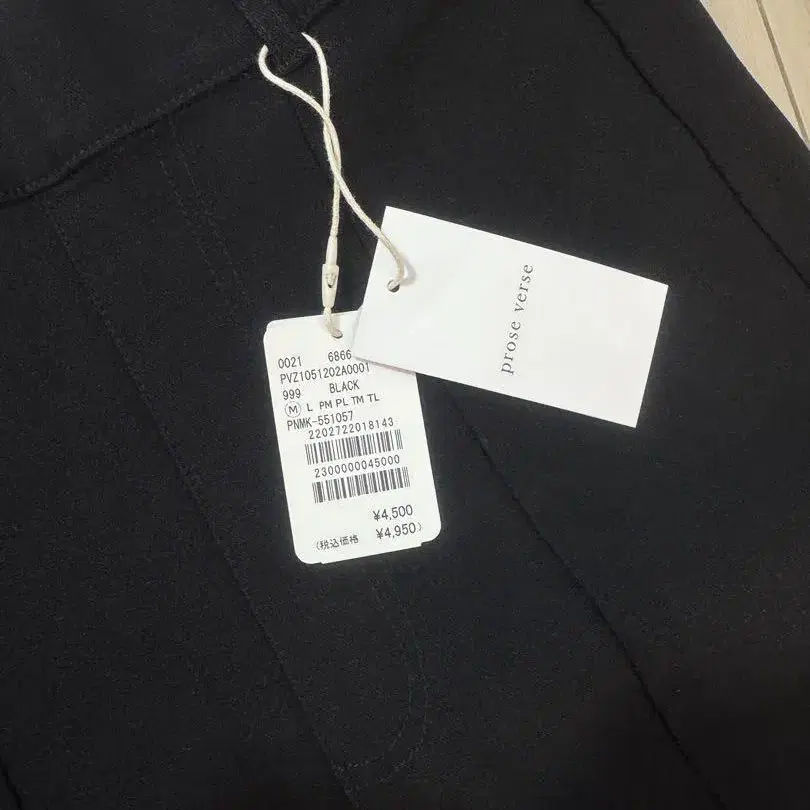 prose verse
0021 6866
PVZ1051202A0001
999 BLACK
Ⓜ L PM PL TM TL
PNMK-551057
2202722018143
2300000045000
¥4,500
(税込価格 ¥4,950)